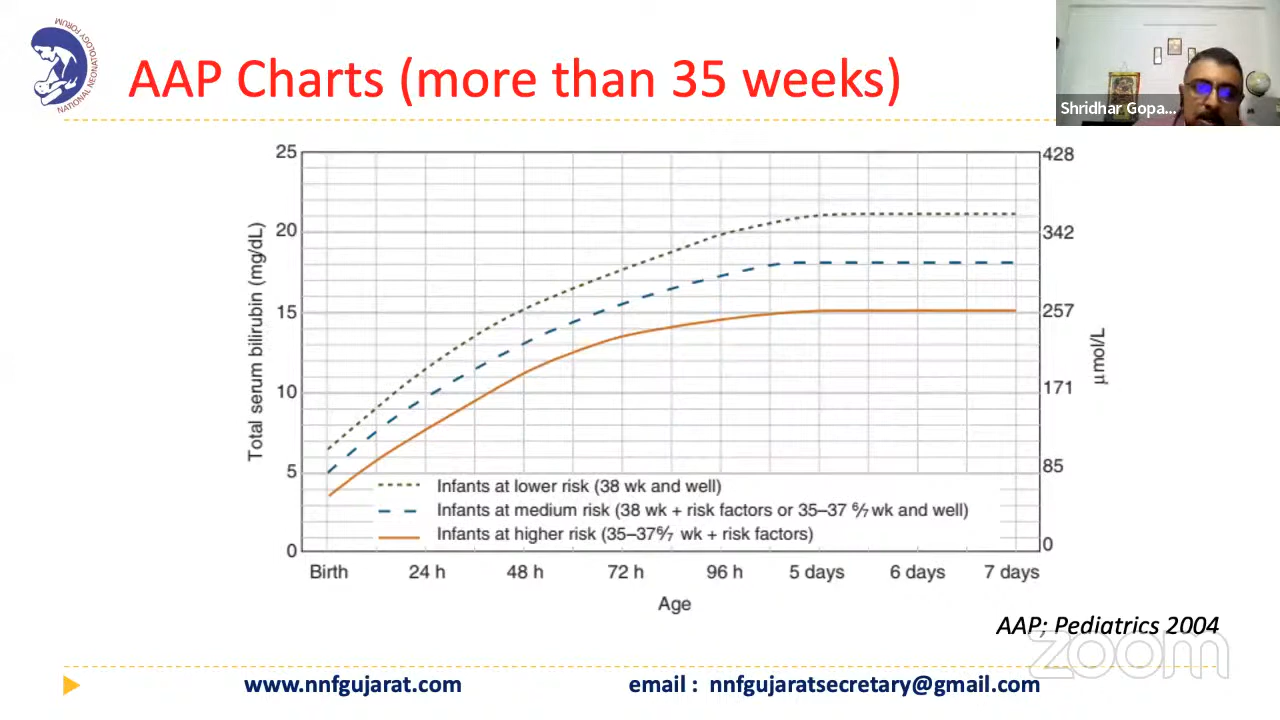 NATIONAL NEONATOLOGY FORUM
AAP Charts (more than 35 weeks)
Shridhar Gopa...
25
20
15
10
5
0
Total serum bilirubin (mg/dL)
428
342
257
171
85
0
µmol/L
Infants at lower risk (38 wk and well)
Infants at medium risk (38 wk + risk factors or 35–37 6/7 wk and well)
Infants at higher risk (35–37 6/7 wk + risk factors)
Birth 24 h 48 h 72 h 96 h 5 days 6 days 7 days
Age
AAP; Pediatrics 2004
zoom
www.nnfgujarat.com email : nnfgujaratsecretary@gmail.com